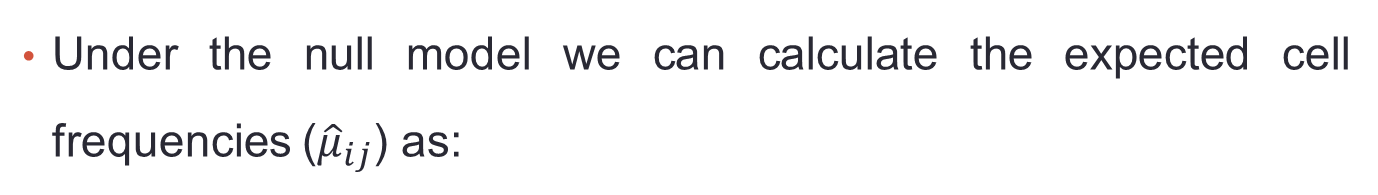 • Under the null model we can calculate the expected cell
frequencies (μ̂ᵢⱼ) as: